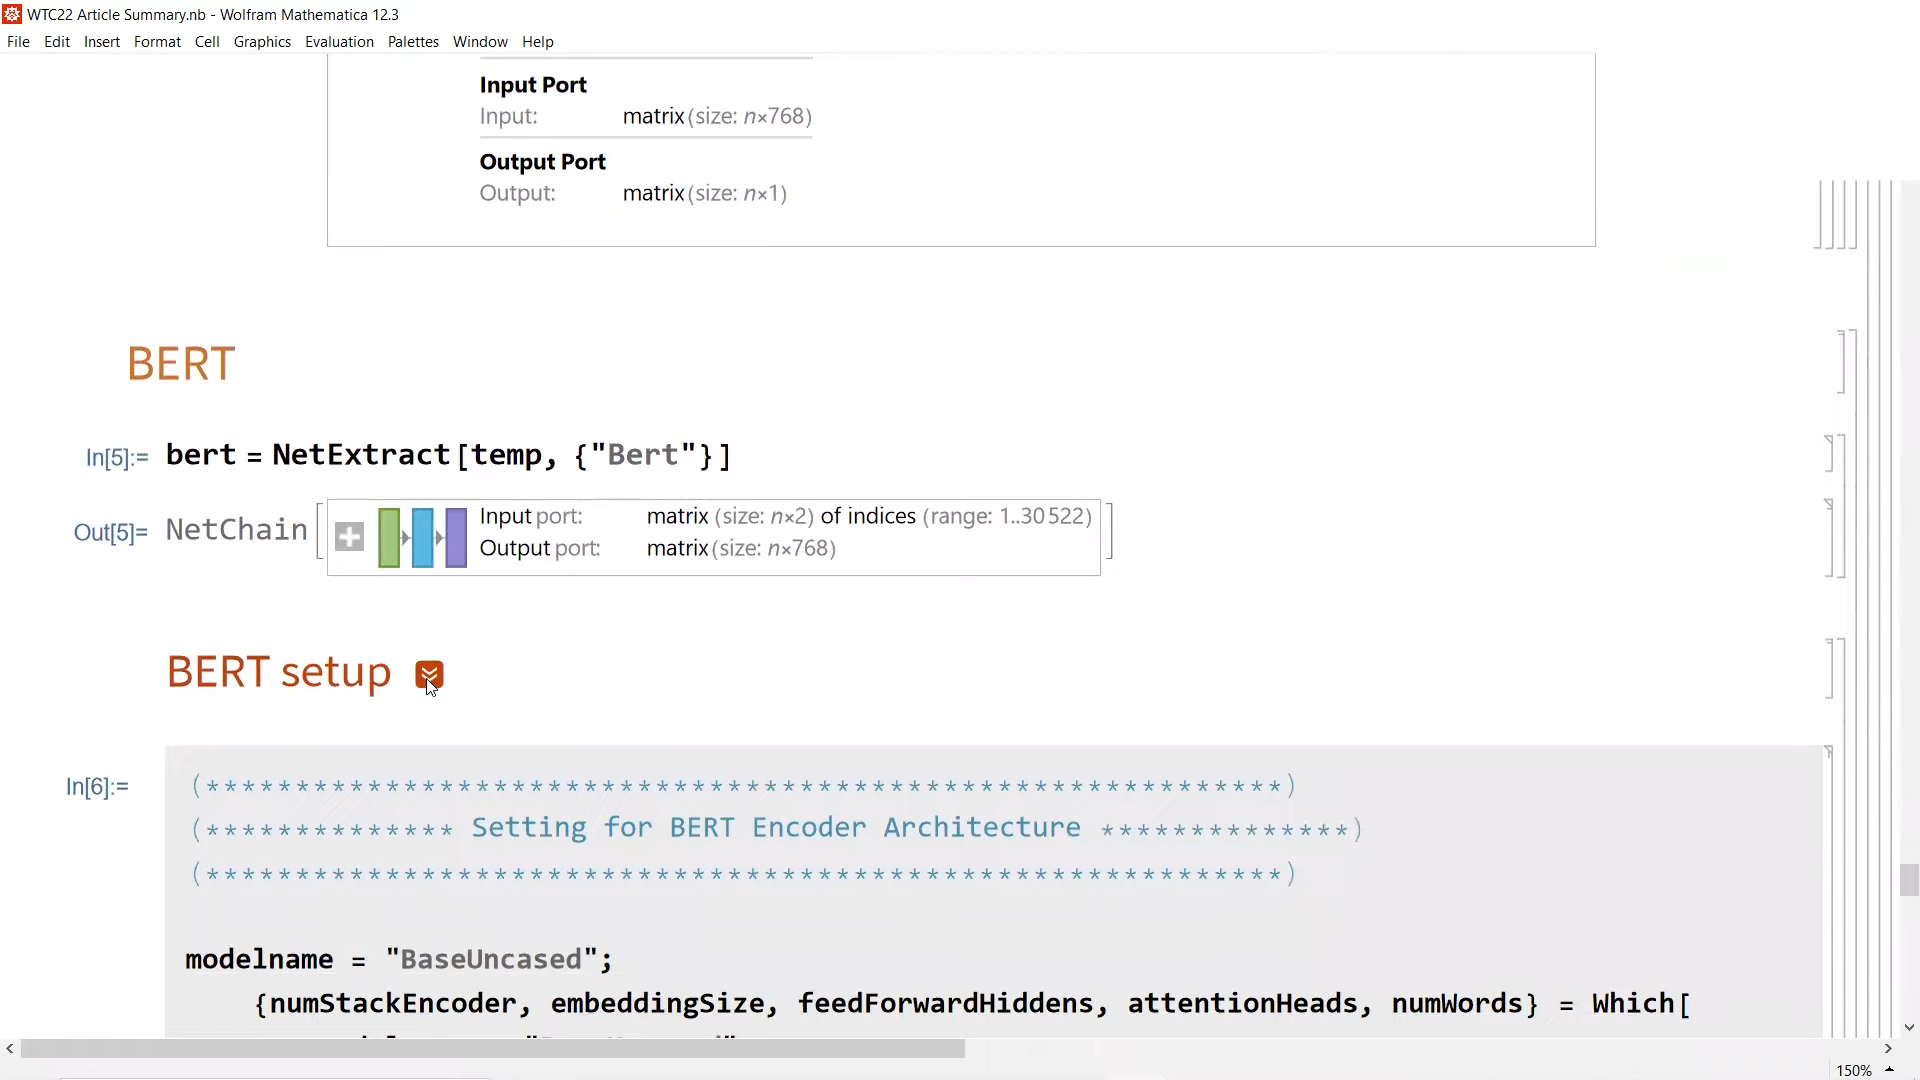 WTC22 Article Summary.nb - Wolfram Mathematica 12.3
File Edit Insert Format Cell Graphics Evaluation Palettes Window Help
Input Port
Input: matrix (size: n×768)
Output Port
Output: matrix (size: n×1)
BERT
In[5]:= bert = NetExtract[temp, {"Bert"}]
Out[5]= NetChain[
Input port: matrix (size: n×2) of indices (range: 1..30 522)
Output port: matrix (size: n×768)
]
BERT setup
In[6]:= (************************************************************)
(************** Setting for BERT Encoder Architecture **************)
(************************************************************)
modelname = "BaseUncased";
{numStackEncoder, embeddingSize, feedForwardHiddens, attentionHeads, numWords} = Which[
150%